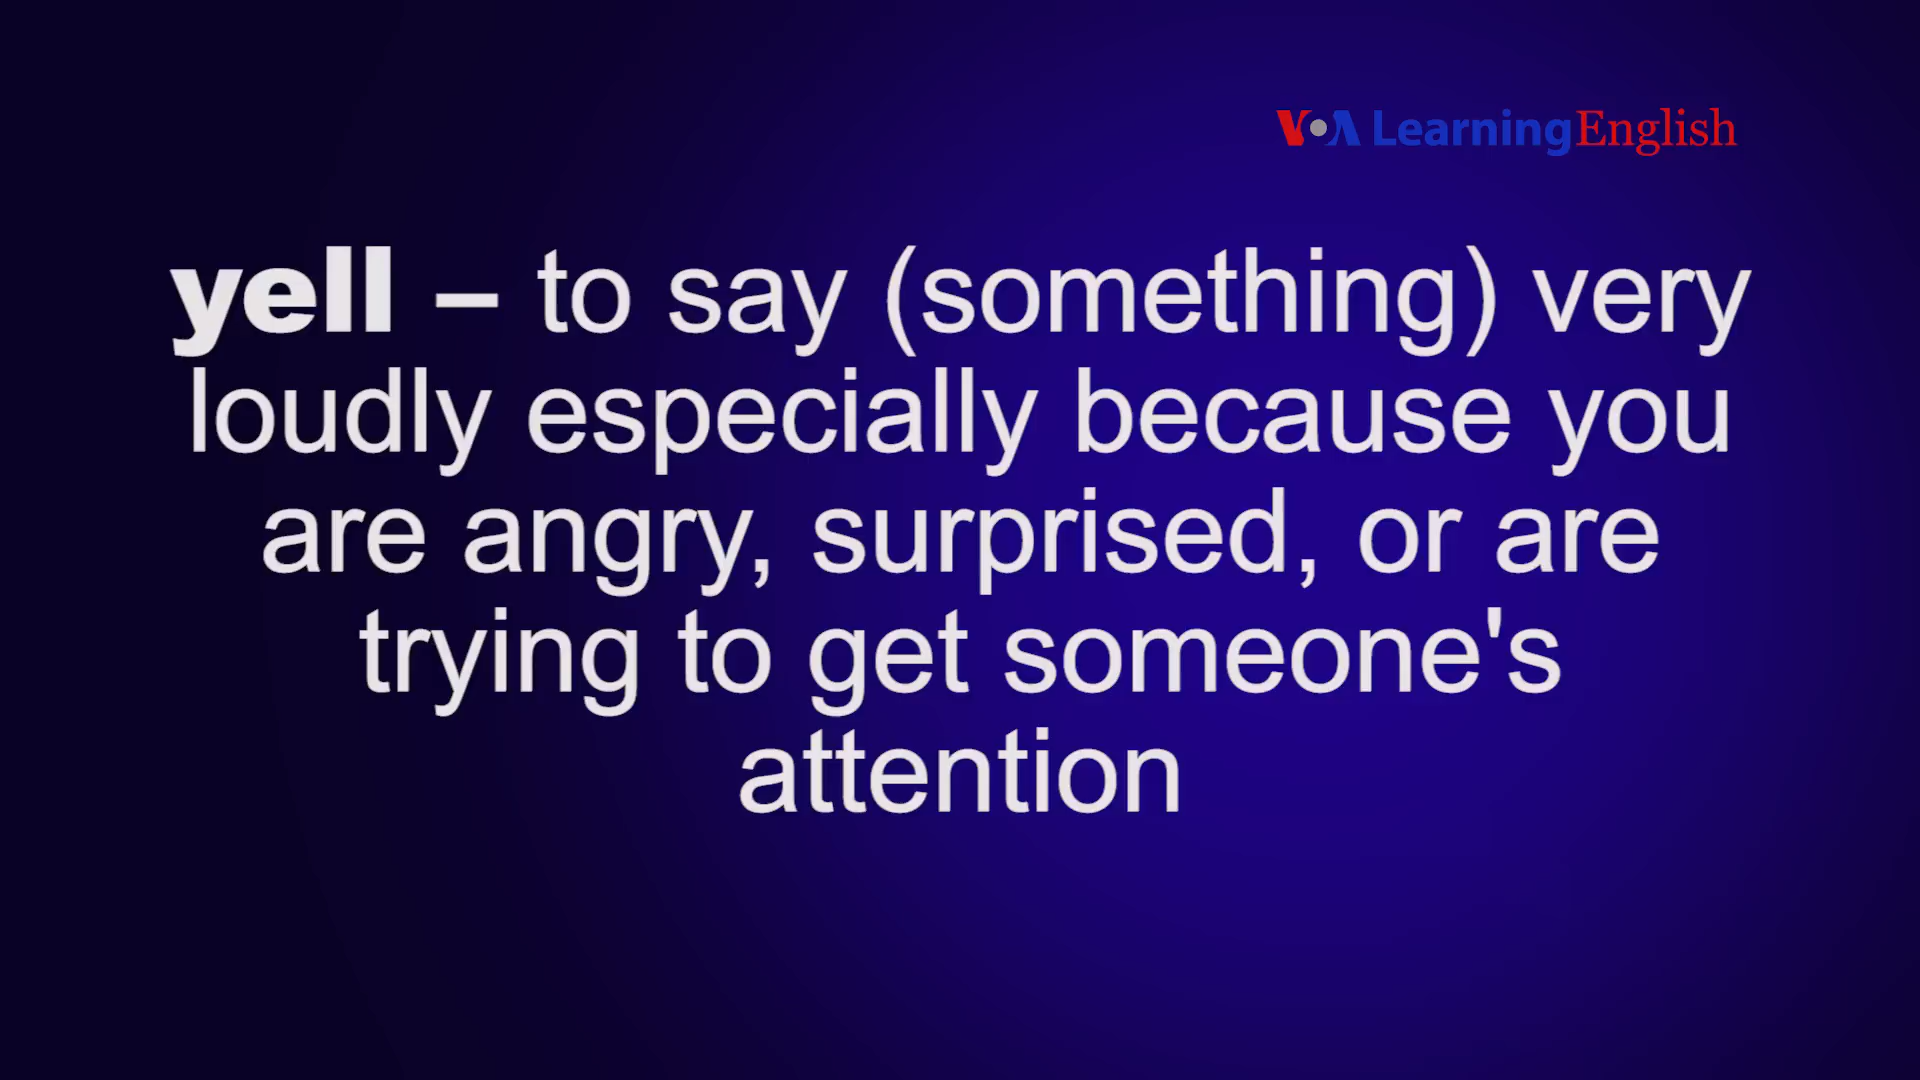 VOA LearningEnglish
yell – to say (something) very
loudly especially because you
are angry, surprised, or are
trying to get someone's
attention